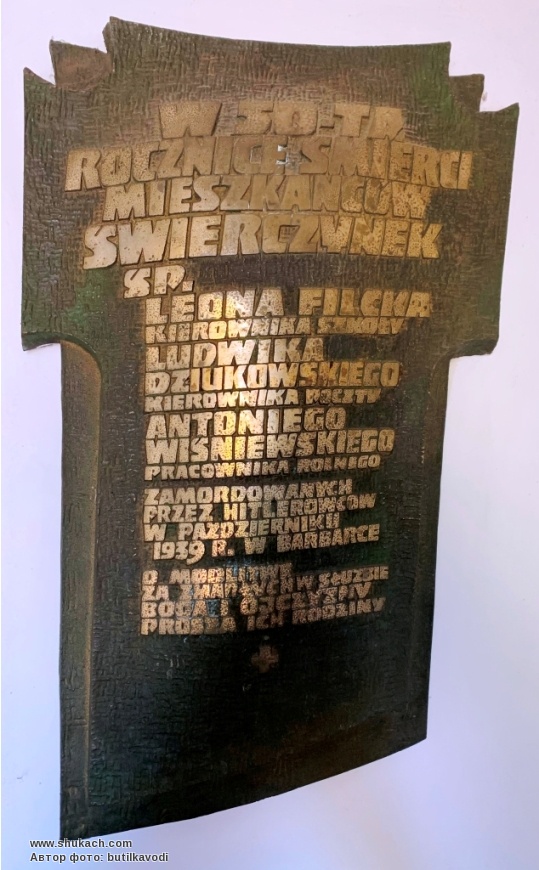 W 50-TĄ
ROCZNICĘ ŚMIERCI
MIESZKAŃCÓW
ŚWIERCZYNEK
ŚP.
LEONA FILCKA
KIEROWNIKA SZKOŁY
LUDWIKA
DZIUKOWSKIEGO
KIEROWNIKA POCZTY
ANTONIEGO
WIŚNIEWSKIEGO
PRACOWNIKA ROLNEGO
ZAMORDOWANYCH
PRZEZ HITLEROWCÓW
W PAŹDZIERNIKU
1939 R. W BARBARCE
O MODLITWĘ
ZA ZMARŁYCH W SŁUŻBIE
BOGA I OJCZYZNY
PROSZĄ ICH RODZINY
www.shukach.com
Автор фото: butilkavodi